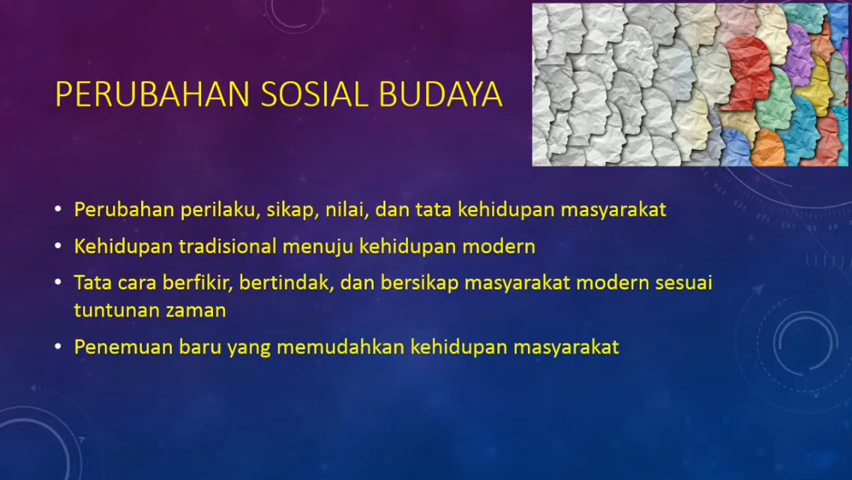 PERUBAHAN SOSIAL BUDAYA
• Perubahan perilaku, sikap, nilai, dan tata kehidupan masyarakat
• Kehidupan tradisional menuju kehidupan modern
• Tata cara berfikir, bertindak, dan bersikap masyarakat modern sesuai
tuntunan zaman
• Penemuan baru yang memudahkan kehidupan masyarakat